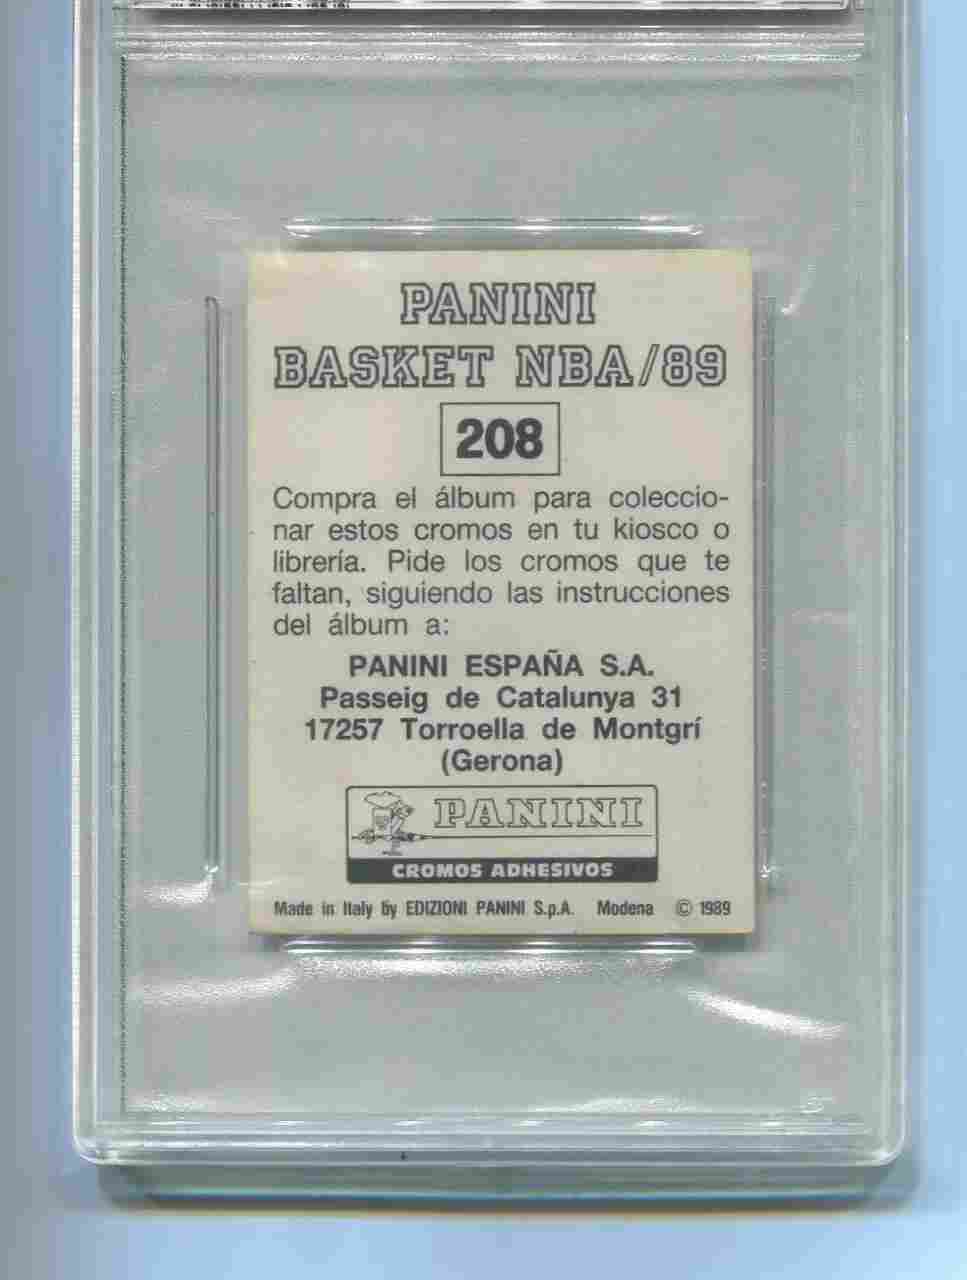 PANINI
BASKET NBA/89
208
Compra el álbum para coleccio-
nar estos cromos en tu kiosco o
librería. Pide los cromos que te
faltan, siguiendo las instrucciones
del álbum a:
PANINI ESPAÑA S.A.
Passeig de Catalunya 31
17257 Torroella de Montgrí
(Gerona)
PANINI
CROMOS ADHESIVOS
Made in Italy by EDIZIONI PANINI S.p.A. Modena © 1989